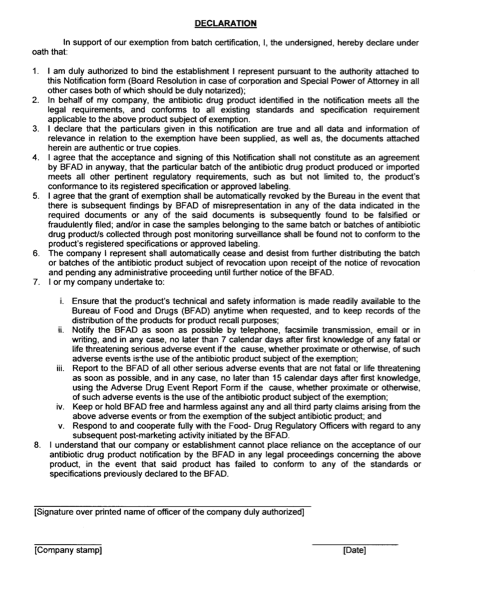 DECLARATION
In support of our exemption from batch certification, I, the undersigned, hereby declare under
oath that:
1. I am duly authorized to bind the establishment I represent pursuant to the authority attached to
this Notification form (Board Resolution in case of corporation and Special Power of Attorney in all
other cases both of which should be duly notarized);
2. In behalf of my company, the antibiotic drug product identified in the notification meets all the
legal requirements, and conforms to all existing standards and specification requirement
applicable to the above product subject of exemption.
3. I declare that the particulars given in this notification are true and all data and information of
relevance in relation to the exemption have been supplied, as well as, the documents attached
herein are authentic or true copies.
4. I agree that the acceptance and signing of this Notification shall not constitute as an agreement
by BFAD in anyway, that the particular batch of the antibiotic drug product produced or imported
meets all other pertinent regulatory requirements, such as but not limited to, the product's
conformance to its registered specification or approved labeling.
5. I agree that the grant of exemption shall be automatically revoked by the Bureau in the event that
there is subsequent findings by BFAD of misrepresentation in any of the data indicated in the
required documents or any of the said documents is subsequently found to be falsified or
fraudulently filed; and/or in case the samples belonging to the same batch or batches of antibiotic
drug product/s collected through post monitoring surveillance shall be found not to conform to the
product's registered specifications or approved labeling.
6. The company I represent shall automatically cease and desist from further distributing the batch
or batches of the antibiotic product subject of revocation upon receipt of the notice of revocation
and pending any administrative proceeding until further notice of the BFAD.
7. I or my company undertake to:
i. Ensure that the product's technical and safety information is made readily available to the
Bureau of Food and Drugs (BFAD) anytime when requested, and to keep records of the
distribution of the products for product recall purposes;
ii. Notify the BFAD as soon as possible by telephone, facsimile transmission, email or in
writing, and in any case, no later than 7 calendar days after first knowledge of any fatal or
life threatening serious adverse event if the cause, whether proximate or otherwise, of such
adverse events is the use of the antibiotic product subject of the exemption;
iii. Report to the BFAD of all other serious adverse events that are not fatal or life threatening
as soon as possible, and in any case, no later than 15 calendar days after first knowledge,
using the Adverse Drug Event Report Form if the cause, whether proximate or otherwise,
of such adverse events is the use of the antibiotic product subject of the exemption;
iv. Keep or hold BFAD free and harmless against any and all third party claims arising from the
above adverse events or from the exemption of the subject antibiotic product; and
v. Respond to and cooperate fully with the Food- Drug Regulatory Officers with regard to any
subsequent post-marketing activity initiated by the BFAD.
8. I understand that our company or establishment cannot place reliance on the acceptance of our
antibiotic drug product notification by the BFAD in any legal proceedings concerning the above
product, in the event that said product has failed to conform to any of the standards or
specifications previously declared to the BFAD.
[Signature over printed name of officer of the company duly authorized]
[Company stamp] [Date]